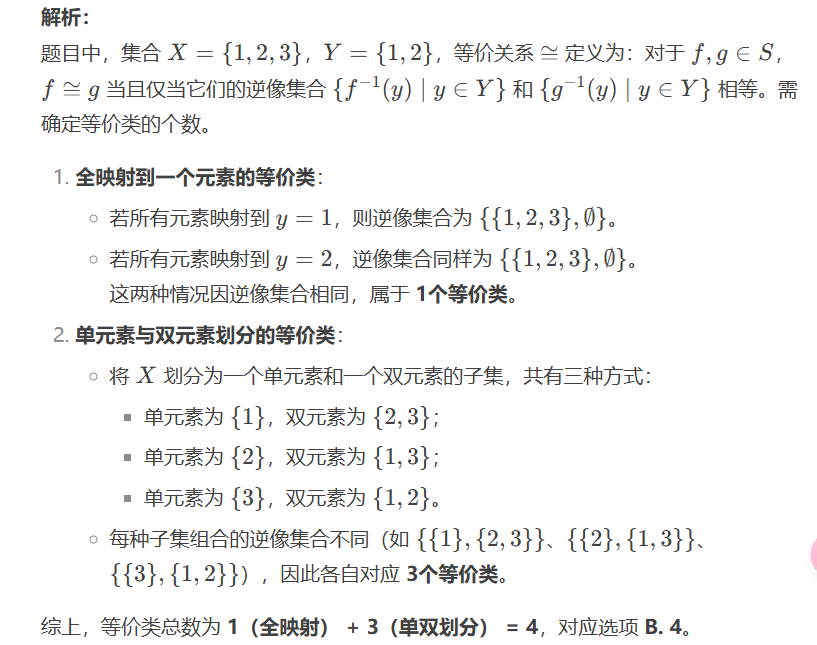 解析：
题目中，集合 X = {1, 2, 3}，Y = {1, 2}，等价关系 ≅ 定义为：对于 f, g ∈ S，
f ≅ g 当且仅当它们的逆像集合 {f⁻¹(y) | y ∈ Y} 和 {g⁻¹(y) | y ∈ Y} 相等。需
确定等价类的个数。
1. 全映射到一个元素的等价类：
○ 若所有元素映射到 y = 1，则逆像集合为 {{1, 2, 3}, ∅}。
○ 若所有元素映射到 y = 2，逆像集合同样为 {{1, 2, 3}, ∅}。
这两种情况因逆像集合相同，属于 1个等价类。
2. 单元素与双元素划分的等价类：
○ 将 X 划分为一个单元素和一个双元素的子集，共有三种方式：
▪ 单元素为 {1}，双元素为 {2, 3}；
▪ 单元素为 {2}，双元素为 {1, 3}；
▪ 单元素为 {3}，双元素为 {1, 2}。
○ 每种子集组合的逆像集合不同（如 {{1}, {2, 3}}、{{2}, {1, 3}}、
{{3}, {1, 2}}），因此各自对应 3个等价类。
综上，等价类总数为 1（全映射） + 3（单双划分） = 4，对应选项 B. 4。